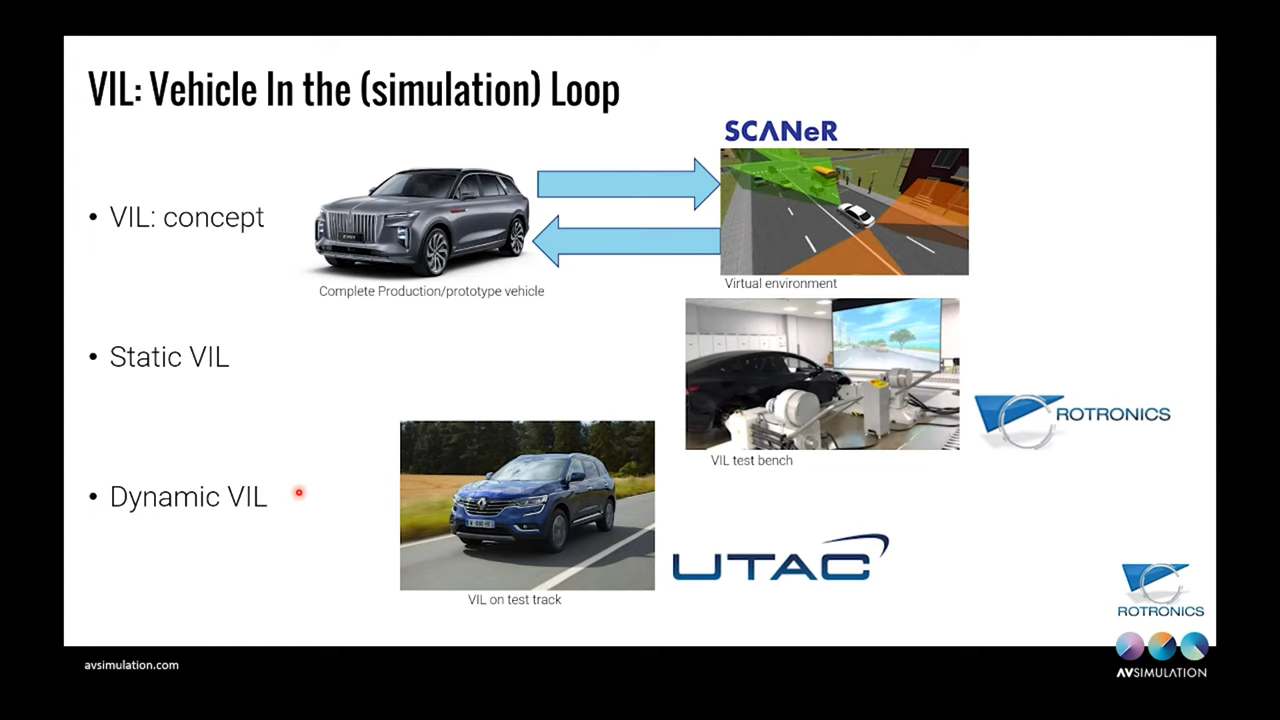 VIL: Vehicle In the (simulation) Loop
SCANeR
• VIL: concept
Complete Production/prototype vehicle
Virtual environment
• Static VIL
ROTRONICS
VIL test bench
• Dynamic VIL
UTAC
VIL on test track
ROTRONICS
avsimulation.com
AVSIMULATION